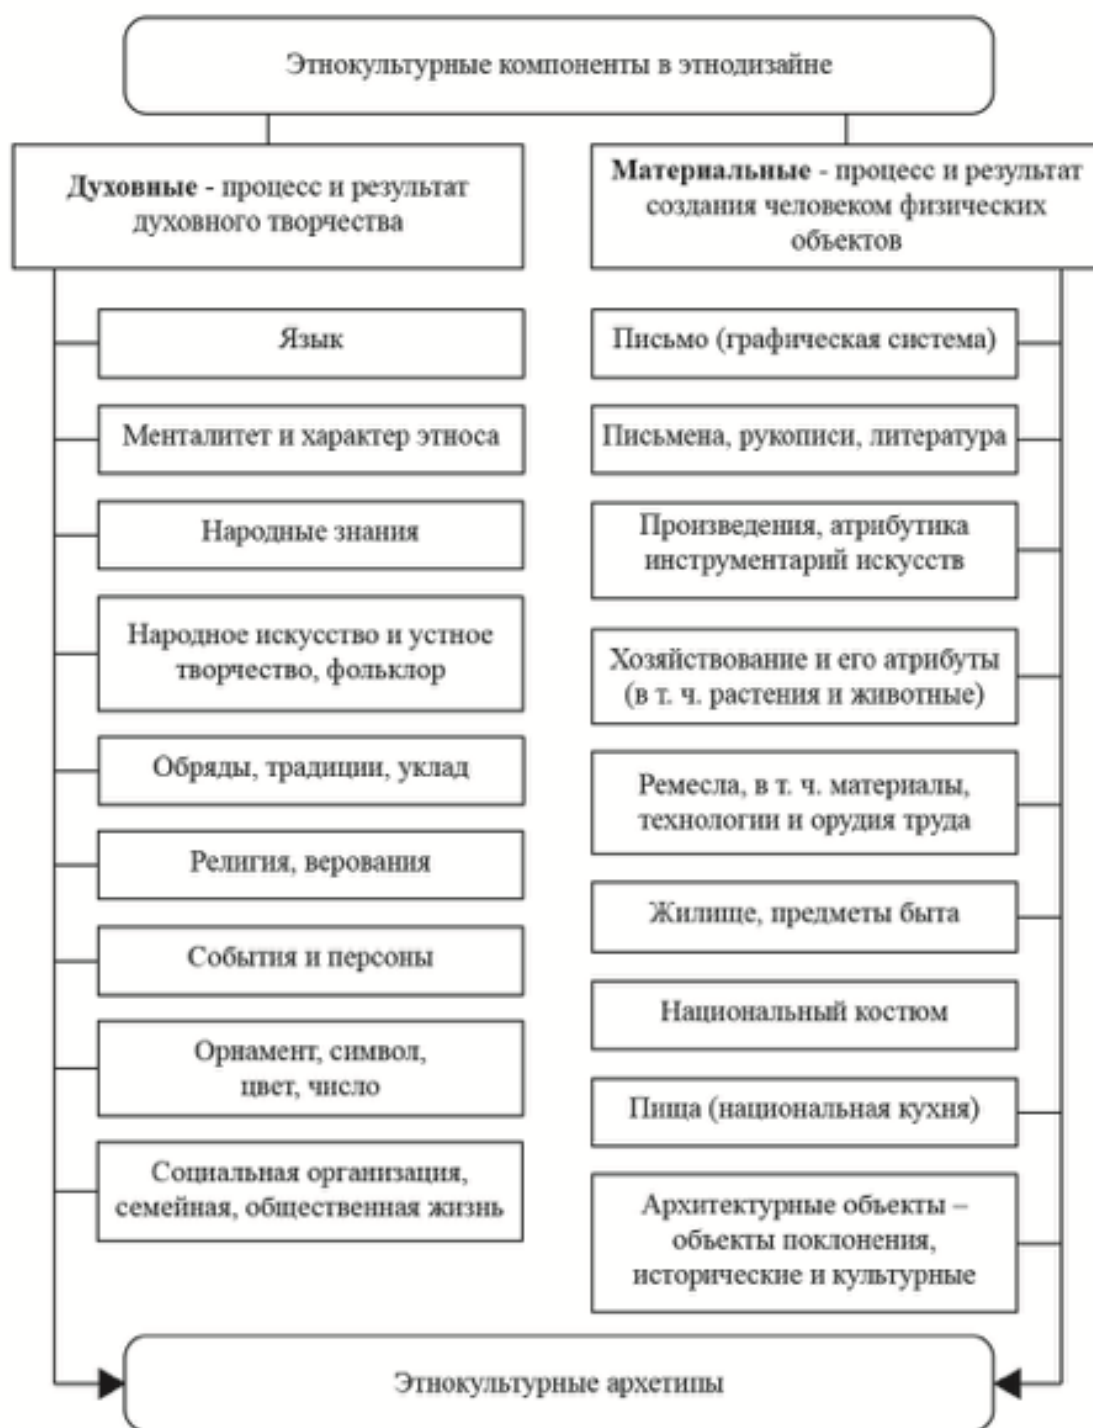 Этнокультурные компоненты в этнодизайне
Духовные - процесс и результат
духовного творчества
Материальные - процесс и результат
создания человеком физических
объектов
Язык
Менталитет и характер этноса
Народные знания
Народное искусство и устное
творчество, фольклор
Обряды, традиции, уклад
Религия, верования
События и персоны
Орнамент, символ,
цвет, число
Социальная организация,
семейная, общественная жизнь
Письмо (графическая система)
Письмена, рукописи, литература
Произведения, атрибутика
инструментарий искусств
Хозяйствование и его атрибуты
(в т. ч. растения и животные)
Ремесла, в т. ч. материалы,
технологии и орудия труда
Жилище, предметы быта
Национальный костюм
Пища (национальная кухня)
Архитектурные объекты –
объекты поклонения,
исторические и культурные
Этнокультурные архетипы